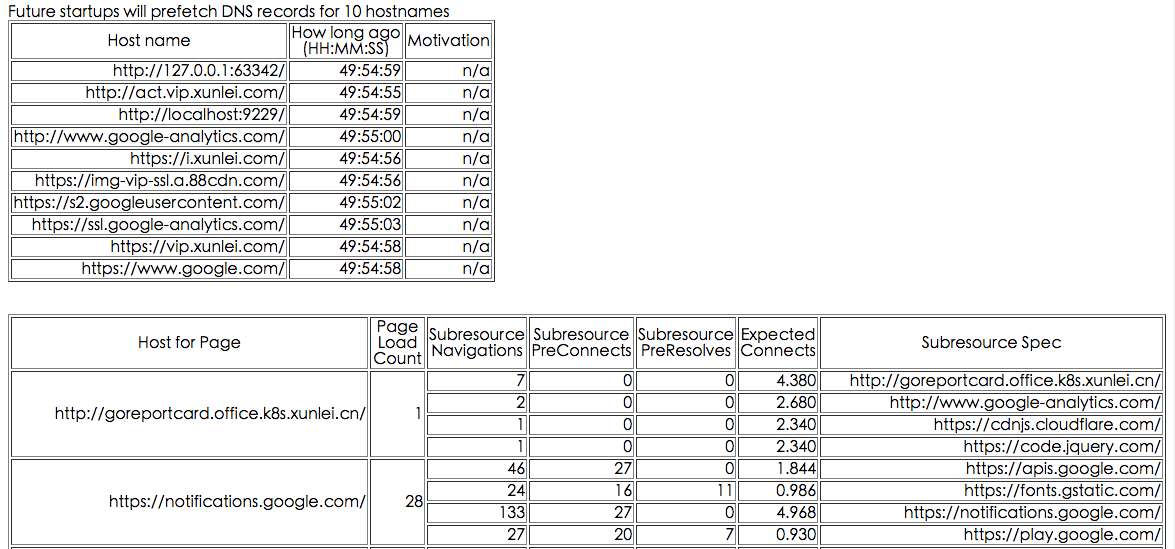 Future startups will prefetch DNS records for 10 hostnames
Host name How long ago (HH:MM:SS) Motivation
http://127.0.0.1:63342/ 49:54:59 n/a
http://act.vip.xunlei.com/ 49:54:55 n/a
http://localhost:9229/ 49:54:59 n/a
http://www.google-analytics.com/ 49:55:00 n/a
https://i.xunlei.com/ 49:54:56 n/a
https://img-vip-ssl.a.88cdn.com/ 49:54:56 n/a
https://s2.googleusercontent.com/ 49:55:02 n/a
https://ssl.google-analytics.com/ 49:55:03 n/a
https://vip.xunlei.com/ 49:54:58 n/a
https://www.google.com/ 49:54:58 n/a
Host for Page Page Load Count Subresource Navigations Subresource PreConnects Subresource PreResolves Expected Connects Subresource Spec
http://goreportcard.office.k8s.xunlei.cn/ 1 7 0 0 4.380 http://goreportcard.office.k8s.xunlei.cn/
2 0 0 2.680 http://www.google-analytics.com/
1 0 0 2.340 https://cdnjs.cloudflare.com/
1 0 0 2.340 https://code.jquery.com/
https://notifications.google.com/ 28 46 27 0 1.844 https://apis.google.com/
24 16 11 0.986 https://fonts.gstatic.com/
133 27 0 4.968 https://notifications.google.com/
27 20 7 0.930 https://play.google.com/